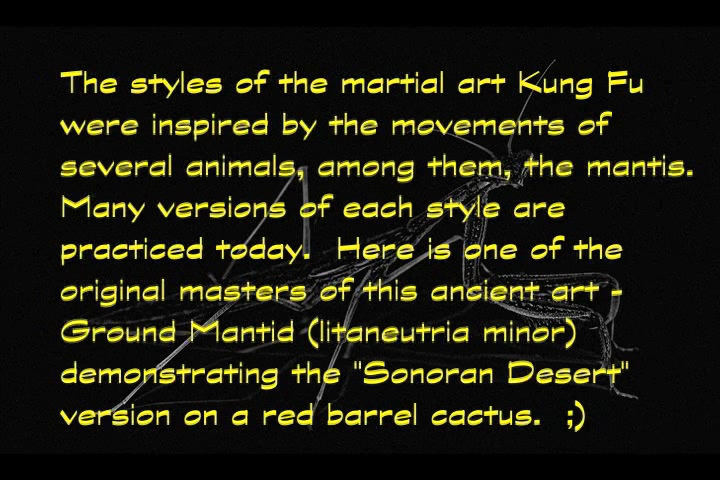 The styles of the martial art Kung Fu
were inspired by the movements of
several animals, among them, the mantis.
Many versions of each style are
practiced today.  Here is one of the
original masters of this ancient art -
Ground Mantid (litaneutria minor)
demonstrating the "Sonoran Desert"
version on a red barrel cactus.  ;)